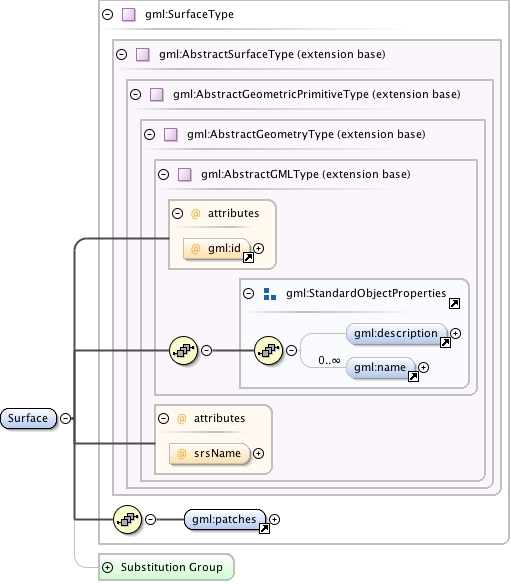 gml:SurfaceType
gml:AbstractSurfaceType (extension base)
gml:AbstractGeometricPrimitiveType (extension base)
gml:AbstractGeometryType (extension base)
gml:AbstractGMLType (extension base)
@ attributes
gml:id
gml:StandardObjectProperties
gml:description
0..∞
gml:name
@ attributes
Surface
@ srsName
gml:patches
Substitution Group